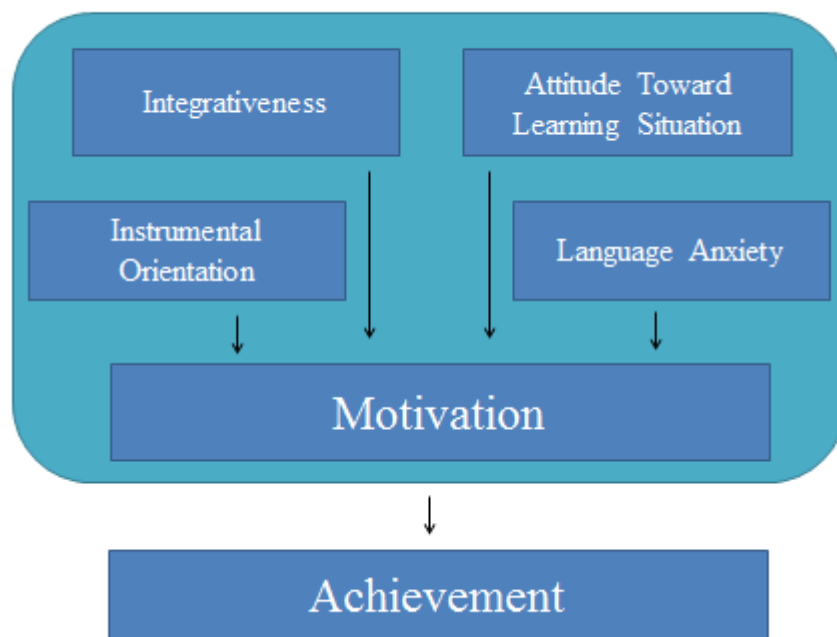 Integrativeness
Attitude Toward
Learning Situation
Instrumental
Orientation
Language Anxiety
Motivation
Achievement